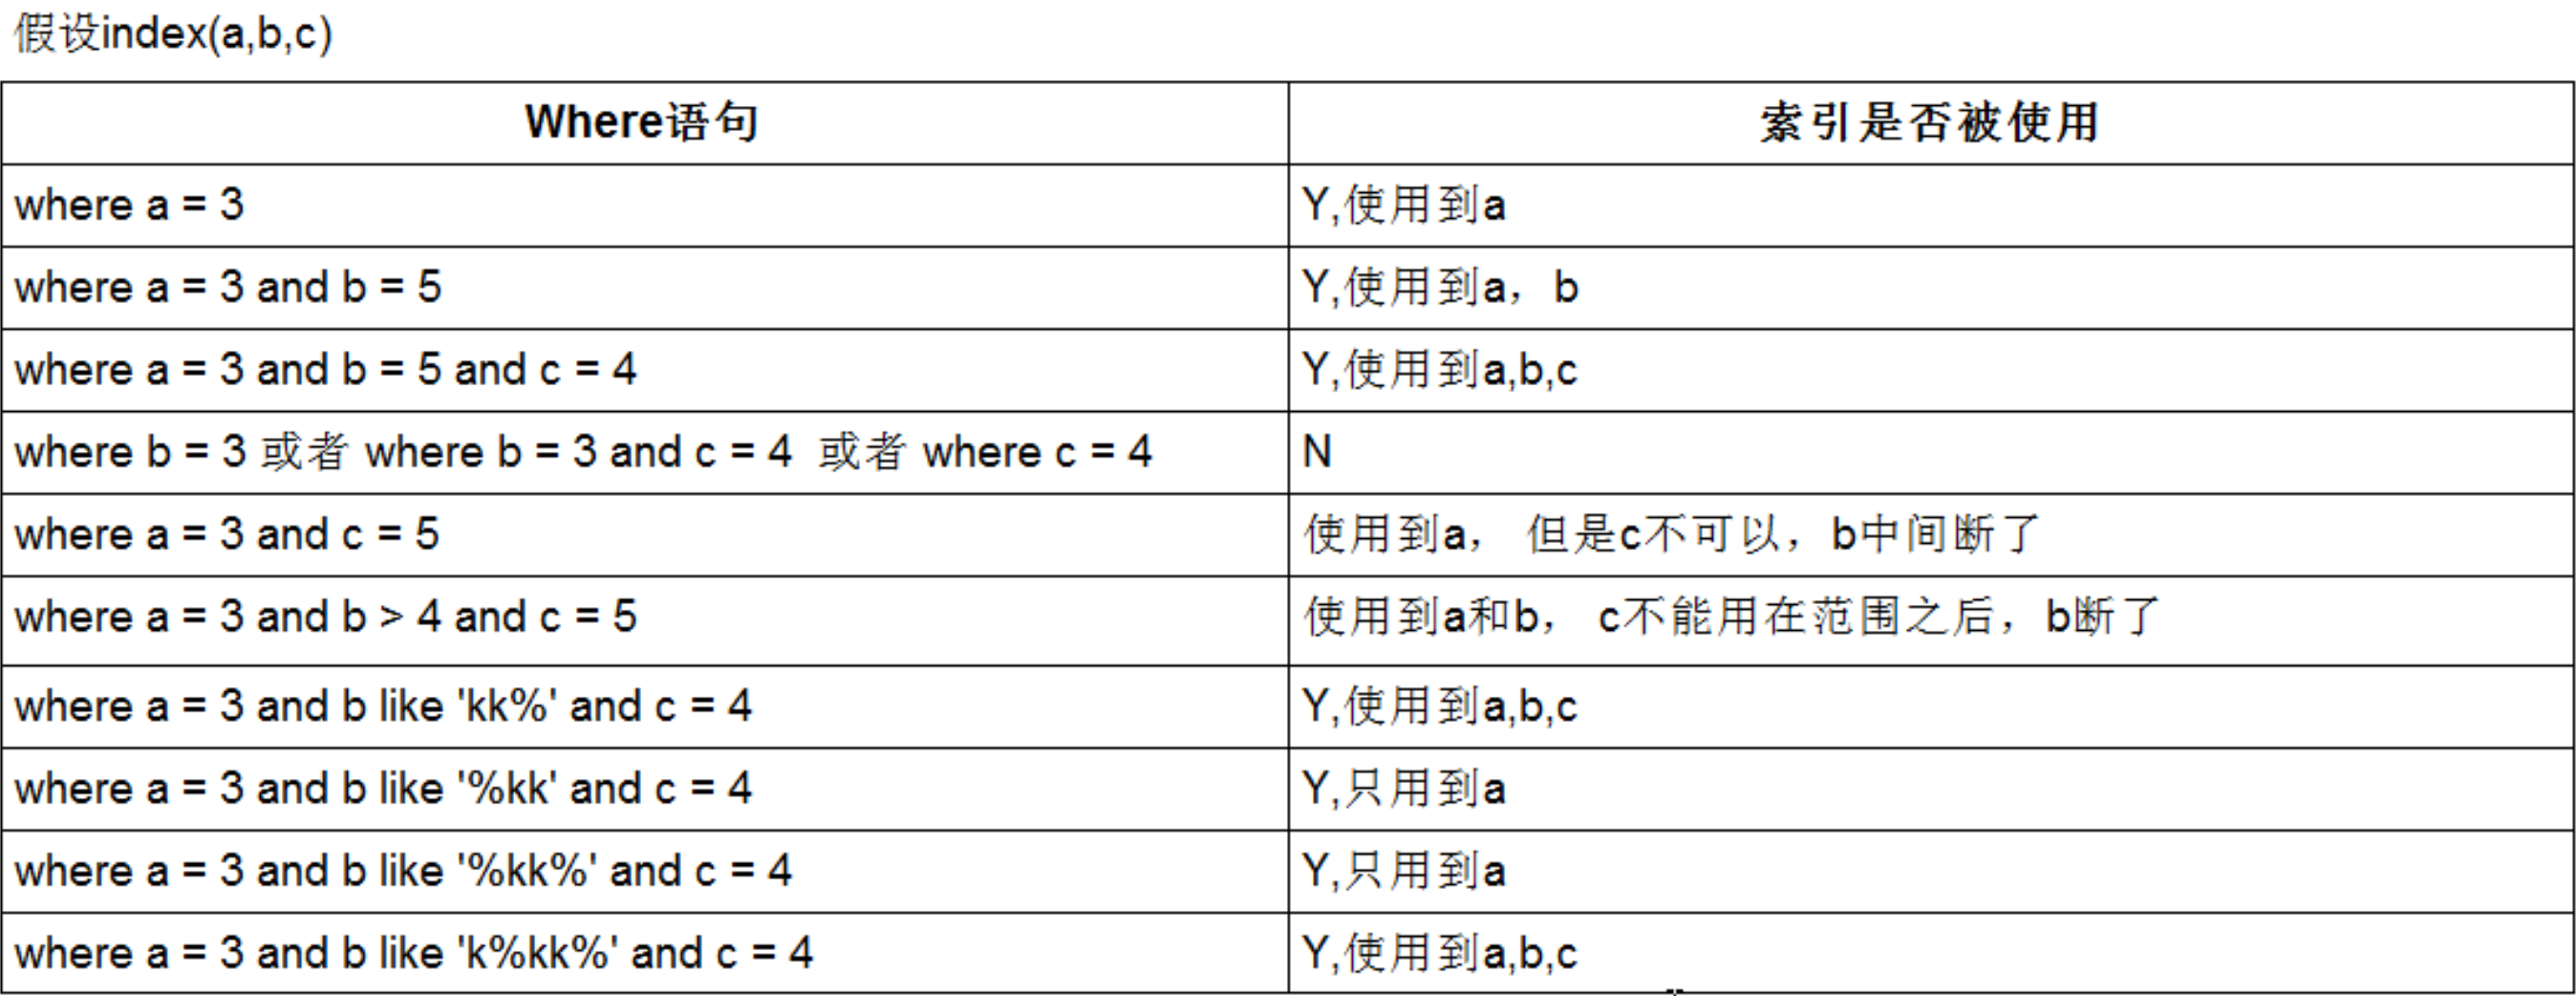 假设index(a,b,c)
Where语句
索引是否被使用
where a = 3
Y,使用到a
where a = 3 and b = 5
Y,使用到a，b
where a = 3 and b = 5 and c = 4
Y,使用到a,b,c
where b = 3 或者 where b = 3 and c = 4 或者 where c = 4
N
where a = 3 and c = 5
使用到a， 但是c不可以，b中间断了
where a = 3 and b > 4 and c = 5
使用到a和b， c不能用在范围之后，b断了
where a = 3 and b like 'kk%' and c = 4
Y,使用到a,b,c
where a = 3 and b like '%kk' and c = 4
Y,只用到a
where a = 3 and b like '%kk%' and c = 4
Y,只用到a
where a = 3 and b like 'k%kk%' and c = 4
Y,使用到a,b,c